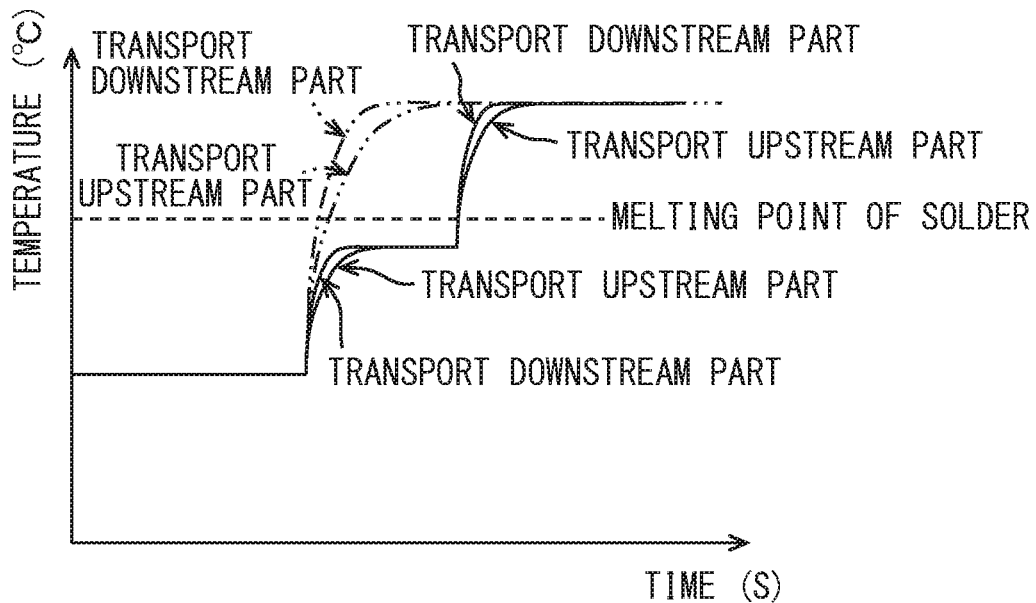 TEMPERATURE (°C)
TRANSPORT
DOWNSTREAM PART
TRANSPORT DOWNSTREAM PART
TRANSPORT
UPSTREAM PART
TRANSPORT UPSTREAM PART
MELTING POINT OF SOLDER
TRANSPORT UPSTREAM PART
TRANSPORT DOWNSTREAM PART
TIME (S)